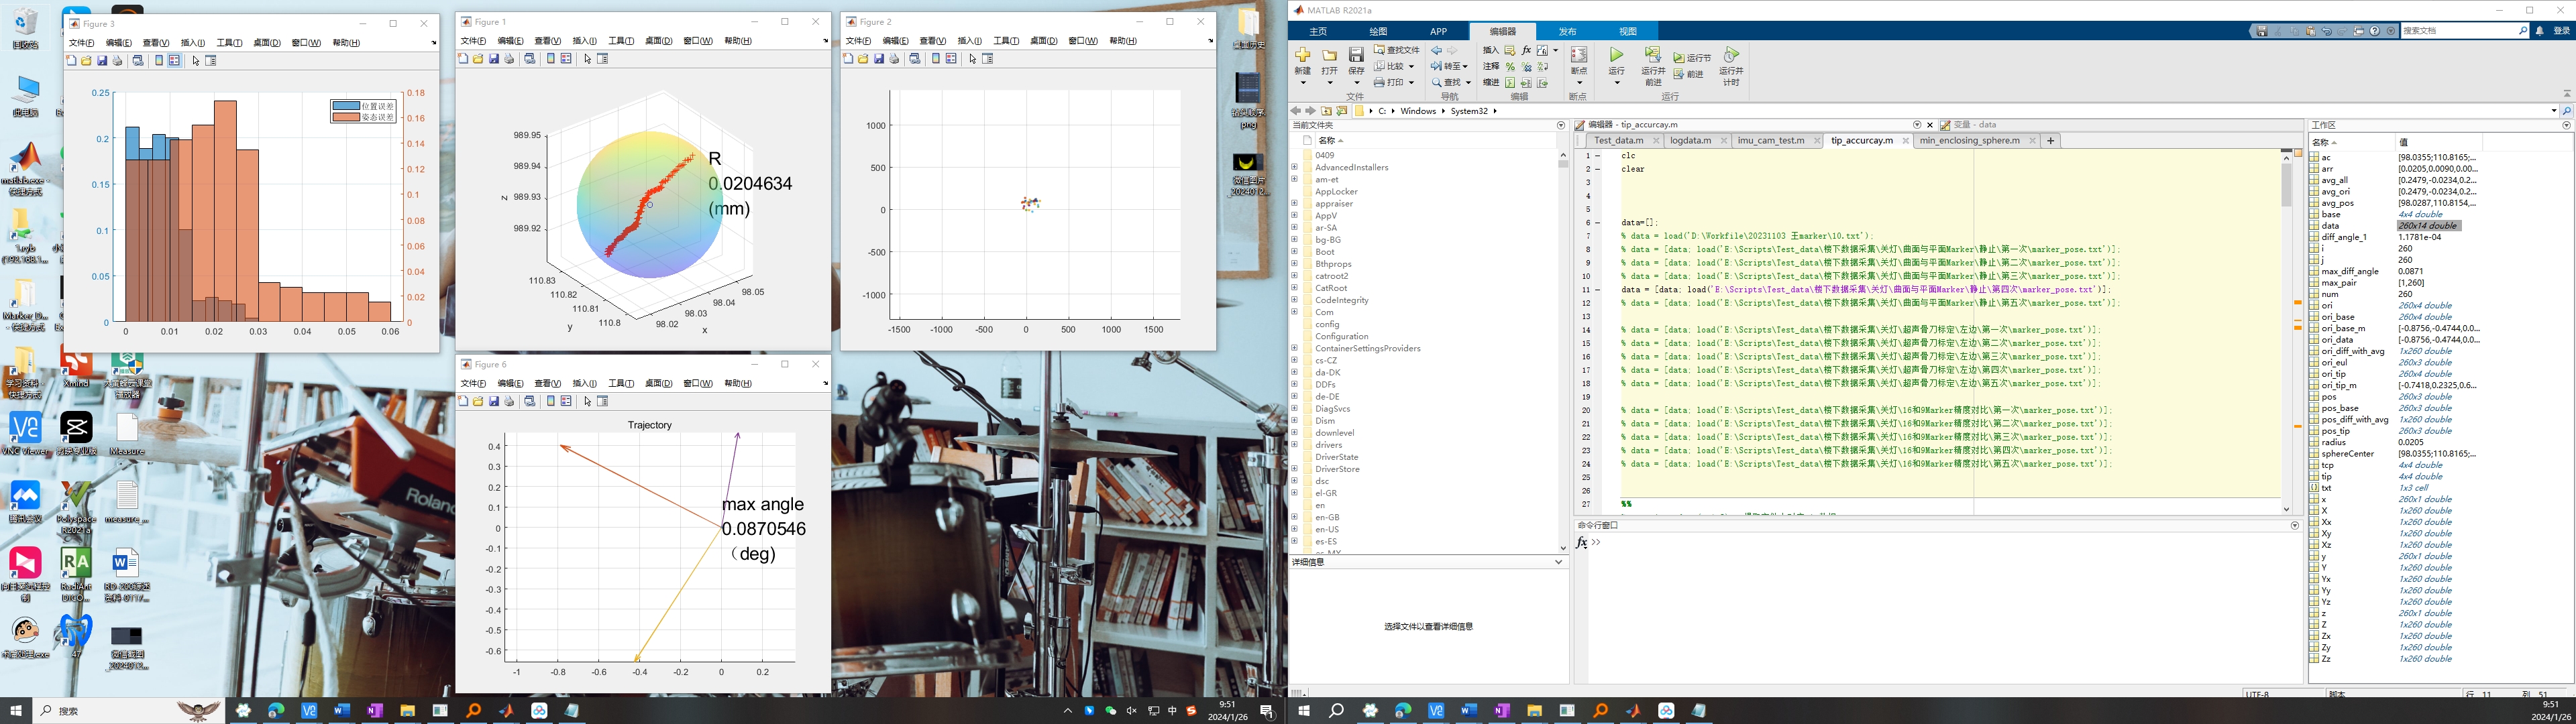 Figure 3
文件(F) 编辑(E) 查看(V) 插入(I) 工具(T) 桌面(D) 窗口(W) 帮助(H)
0.25
0.2
0.15
0.1
0.05
0
0.18
0.16
0.14
0.12
0.1
0.08
0.06
0.04
0.02
0
位置误差
姿态误差
0 0.01 0.02 0.03 0.04 0.05 0.06
Figure 1
文件(F) 编辑(E) 查看(V) 插入(I) 工具(T) 桌面(D) 窗口(W) 帮助(H)
989.95
989.94
989.93
989.92
z
R
0.0204634
(mm)
110.83
110.82
110.81
110.8
y
98.02
98.03
98.04
98.05
x
Figure 2
文件(F) 编辑(E) 查看(V) 插入(I) 工具(T) 桌面(D) 窗口(W) 帮助(H)
1000
500
0
-500
-1000
-1500 -1000 -500 0 500 1000 1500
Figure 6
文件(F) 编辑(E) 查看(V) 插入(I) 工具(T) 桌面(D) 窗口(W) 帮助(H)
Trajectory
0.4
0.3
0.2
0.1
0
-0.1
-0.2
-0.3
-0.4
-0.5
-0.6
max angle
0.0870546
（deg)
-1 -0.8 -0.6 -0.4 -0.2 0 0.2
回收站
此电脑
Xmind
VNC Viewer
Measure
腾讯会议
Polyspace R2021a
measure_...
RadiAnt DICO...
47
Roland
搜索
中
9:51
2024/1/26
MATLAB R2021a
主页 绘图 APP 编辑器 发布 视图
搜索文档
登录
新建 打开 保存 查找文件 比较 打印
转至 查找
插入 注释 缩进
断点
运行 运行并前进 运行节 前进 运行并计时
文件 导航 编辑 断点 运行
C: Windows System32
当前文件夹
名称
0409
AdvancedInstallers
am-et
AppLocker
appraiser
AppV
ar-SA
bg-BG
Boot
Bthprops
catroot2
CatRoot
CodeIntegrity
Com
config
Configuration
ContainerSettingsProviders
cs-CZ
da-DK
DDFs
de-DE
DiagSvcs
Dism
downlevel
drivers
DriverState
DriverStore
dsc
el-GR
en
en-GB
en-US
es-ES
es-MX
详细信息
选择文件以查看详细信息
编辑器 - tip_accurcay.m
变量 - data
Test_data.m logdata.m imu_cam_test.m tip_accurcay.m min_enclosing_sphere.m
1 clc
2 clear
3
4
5
6 data=[];
7 % data = load('D:\Workfile\20231103 王marker\10.txt');
8 % data = [data; load('E:\Scripts\Test_data\楼下数据采集\关灯\曲面与平面Marker\静止\第一次\marker_pose.txt')];
9 % data = [data; load('E:\Scripts\Test_data\楼下数据采集\关灯\曲面与平面Marker\静止\第二次\marker_pose.txt')];
10 % data = [data; load('E:\Scripts\Test_data\楼下数据采集\关灯\曲面与平面Marker\静止\第三次\marker_pose.txt')];
11 data = [data; load('E:\Scripts\Test_data\楼下数据采集\关灯\曲面与平面Marker\静止\第四次\marker_pose.txt')];
12 % data = [data; load('E:\Scripts\Test_data\楼下数据采集\关灯\曲面与平面Marker\静止\第五次\marker_pose.txt')];
13
14 % data = [data; load('E:\Scripts\Test_data\楼下数据采集\关灯\超声骨刀标定\左边\第一次\marker_pose.txt')];
15 % data = [data; load('E:\Scripts\Test_data\楼下数据采集\关灯\超声骨刀标定\左边\第二次\marker_pose.txt')];
16 % data = [data; load('E:\Scripts\Test_data\楼下数据采集\关灯\超声骨刀标定\左边\第三次\marker_pose.txt')];
17 % data = [data; load('E:\Scripts\Test_data\楼下数据采集\关灯\超声骨刀标定\左边\第四次\marker_pose.txt')];
18 % data = [data; load('E:\Scripts\Test_data\楼下数据采集\关灯\超声骨刀标定\左边\第五次\marker_pose.txt')];
19
20 % data = [data; load('E:\Scripts\Test_data\楼下数据采集\关灯\16和9Marker精度对比\第一次\marker_pose.txt')];
21 % data = [data; load('E:\Scripts\Test_data\楼下数据采集\关灯\16和9Marker精度对比\第二次\marker_pose.txt')];
22 % data = [data; load('E:\Scripts\Test_data\楼下数据采集\关灯\16和9Marker精度对比\第三次\marker_pose.txt')];
23 % data = [data; load('E:\Scripts\Test_data\楼下数据采集\关灯\16和9Marker精度对比\第四次\marker_pose.txt')];
24 % data = [data; load('E:\Scripts\Test_data\楼下数据采集\关灯\16和9Marker精度对比\第五次\marker_pose.txt')];
25
26
27 %%
命令行窗口
fx >>
工作区
名称 值
ac [98.0355;110.8165;...
arr [0.0205,0.0090,0.00...
avg_all [0.2479,-0.0234,0.2...
avg_ori [0.2479,-0.0234,0.2...
avg_pos [98.0287,110.8154,...
base 4x4 double
data 260x14 double
diff_angle_1 1.1781e-04
i 260
j 260
max_diff_angle 0.0871
max_pair [1,260]
num 260
ori 260x4 double
ori_base 260x4 double
ori_base_m [-0.8756,-0.4744,0.0...
ori_data [-0.8756,-0.4744,0.0...
ori_diff_with_avg 1x260 double
ori_eul 260x3 double
ori_tip 260x4 double
ori_tip_m [-0.7418,0.2325,0.6...
pos 260x3 double
pos_base 260x3 double
pos_diff_with_avg 1x260 double
pos_tip 260x3 double
radius 0.0205
sphereCenter [98.0355;110.8165;...
tcp 4x4 double
tip 4x4 double
txt 1x3 cell
x 260x1 double
X 1x260 double
Xx 1x260 double
Xy 1x260 double
Xz 1x260 double
y 260x1 double
Y 1x260 double
Yx 1x260 double
Yy 1x260 double
Yz 1x260 double
z 260x1 double
Z 1x260 double
Zx 1x260 double
Zy 1x260 double
Zz 1x260 double
UTF-8 脚本 行 11 列 51
9:51
2024/1/26